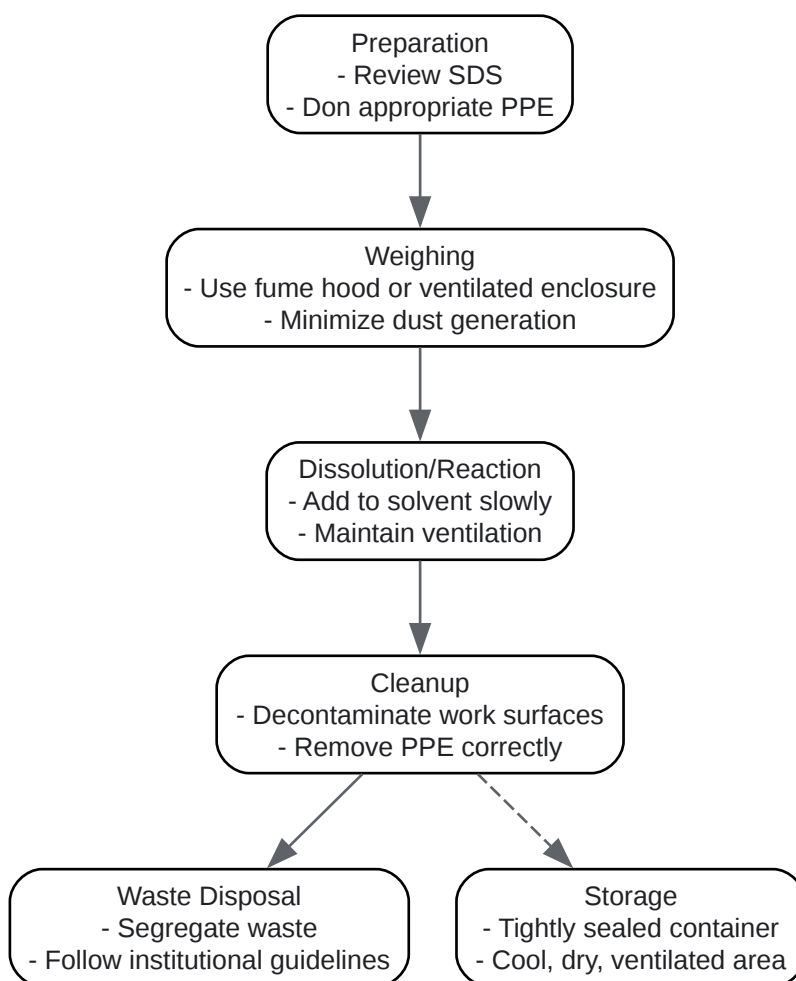 Preparation
- Review SDS
- Don appropriate PPE
Weighing
- Use fume hood or ventilated enclosure
- Minimize dust generation
Dissolution/Reaction
- Add to solvent slowly
- Maintain ventilation
Cleanup
- Decontaminate work surfaces
- Remove PPE correctly
Waste Disposal
- Segregate waste
- Follow institutional guidelines
Storage
- Tightly sealed container
- Cool, dry, ventilated area